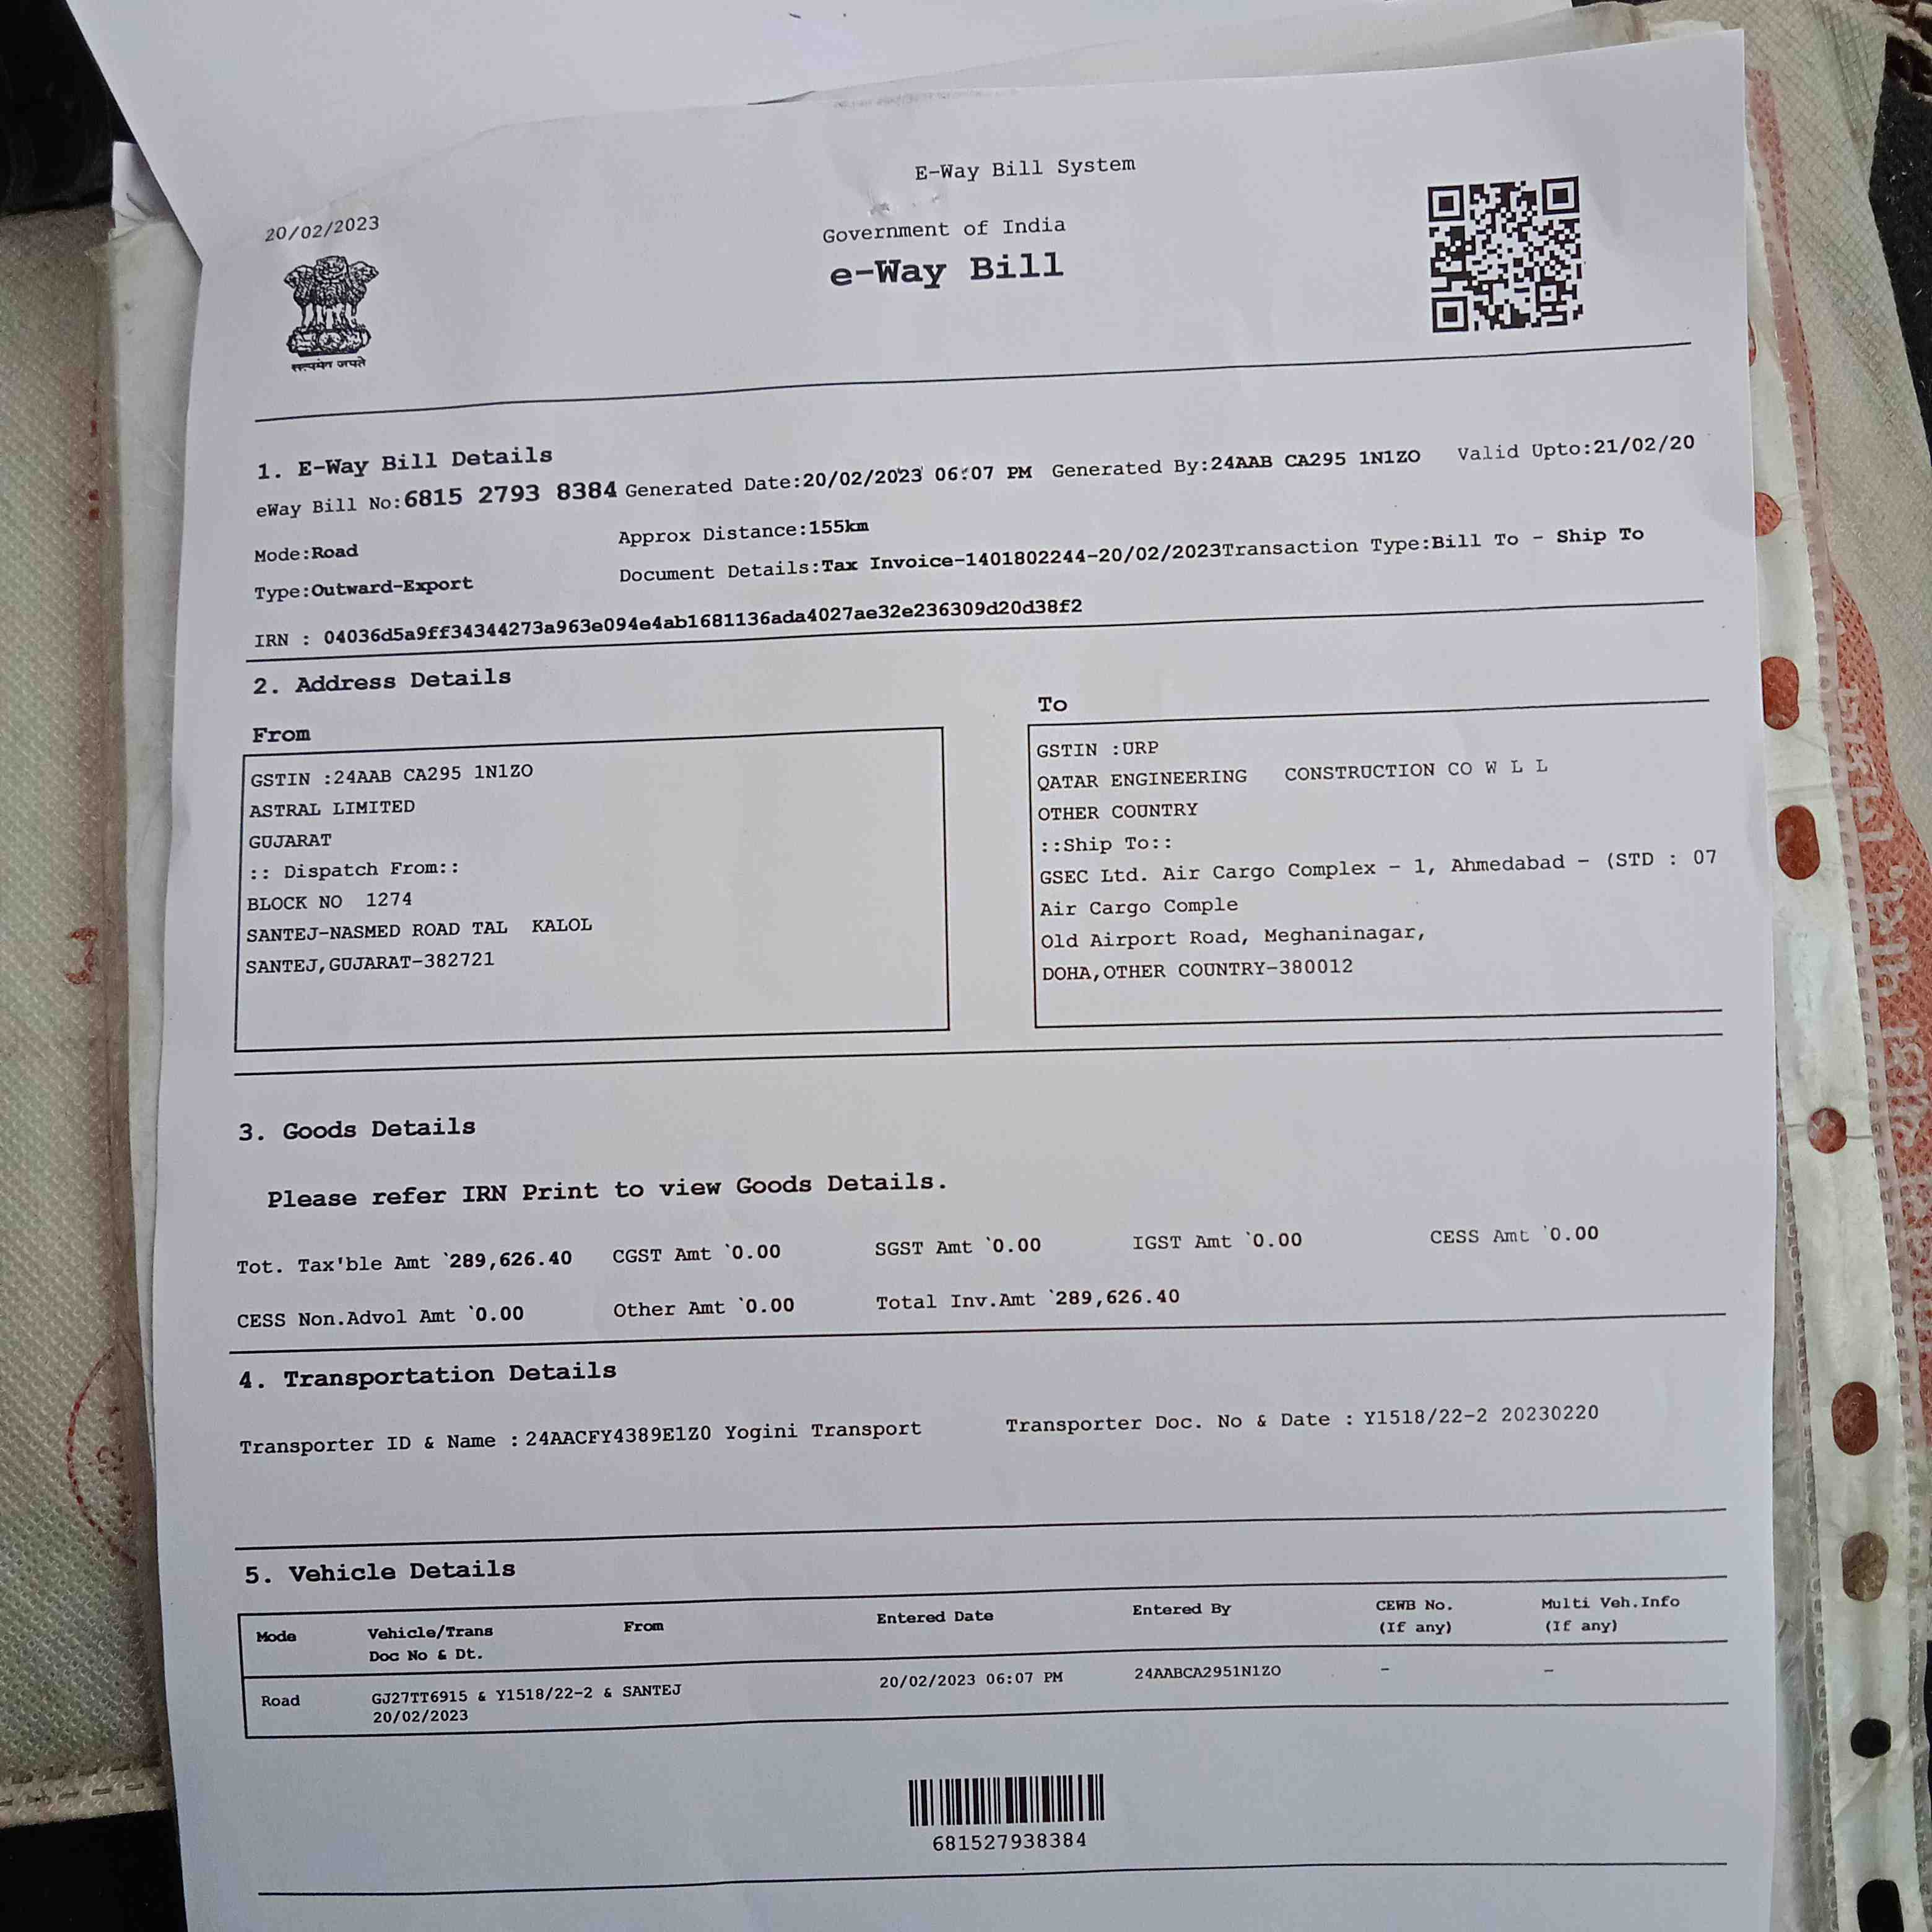 E-Way Bill System
20/02/2023
Government of India
e-Way Bill
सत्यमेव जयते
1. E-Way Bill Details
eWay Bill No:6815 2793 8384 Generated Date:20/02/2023 06:07 PM Generated By:24AAB CA295 1N1ZO Valid Upto:21/02/20
Mode:Road Approx Distance:155km
Type:Outward-Export Document Details:Tax Invoice-1401802244-20/02/2023Transaction Type:Bill To - Ship To
IRN : 04036d5a9ff34344273a963e094e4ab1681136ada4027ae32e236309d20d38f2
2. Address Details
From
GSTIN :24AAB CA295 1N1ZO
ASTRAL LIMITED
GUJARAT
:: Dispatch From::
BLOCK NO 1274
SANTEJ-NASMED ROAD TAL KALOL
SANTEJ,GUJARAT-382721
To
GSTIN :URP
QATAR ENGINEERING CONSTRUCTION CO W L L
OTHER COUNTRY
::Ship To::
GSEC Ltd. Air Cargo Complex - 1, Ahmedabad - (STD : 07
Air Cargo Comple
Old Airport Road, Meghaninagar,
DOHA,OTHER COUNTRY-380012
3. Goods Details
Please refer IRN Print to view Goods Details.
Tot. Tax'ble Amt `289,626.40 CGST Amt `0.00 SGST Amt `0.00 IGST Amt `0.00 CESS Amt `0.00
CESS Non.Advol Amt `0.00 Other Amt `0.00 Total Inv.Amt `289,626.40
4. Transportation Details
Transporter ID & Name :24AACFY4389E1Z0 Yogini Transport Transporter Doc. No & Date : Y1518/22-2 20230220
5. Vehicle Details
Mode Vehicle/Trans From Entered Date Entered By CEWB No. Multi Veh.Info
Doc No & Dt. (If any) (If any)
Road GJ27TT6915 & Y1518/22-2 & SANTEJ 20/02/2023 06:07 PM 24AABCA2951N1ZO - -
20/02/2023
681527938384